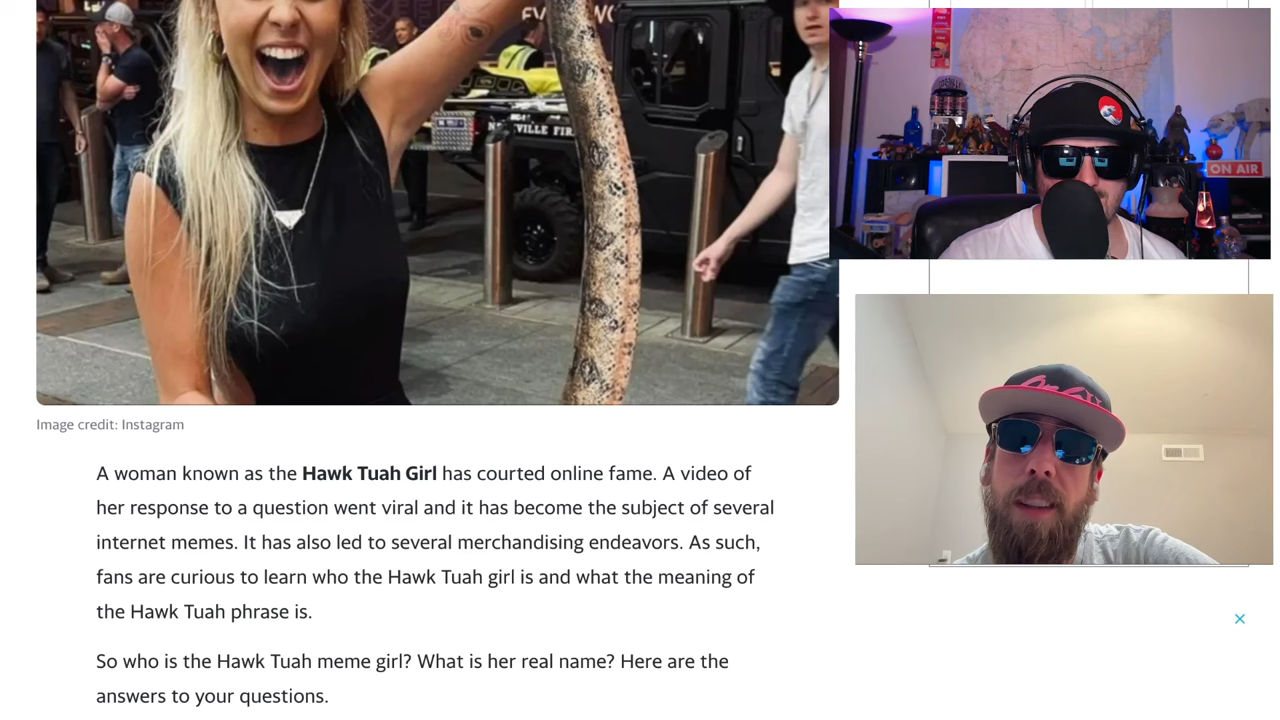 VILLE FIR
ON AIR
Image credit: Instagram
A woman known as the Hawk Tuah Girl has courted online fame. A video of
her response to a question went viral and it has become the subject of several
internet memes. It has also led to several merchandising endeavors. As such,
fans are curious to learn who the Hawk Tuah girl is and what the meaning of
the Hawk Tuah phrase is.
So who is the Hawk Tuah meme girl? What is her real name? Here are the
answers to your questions.